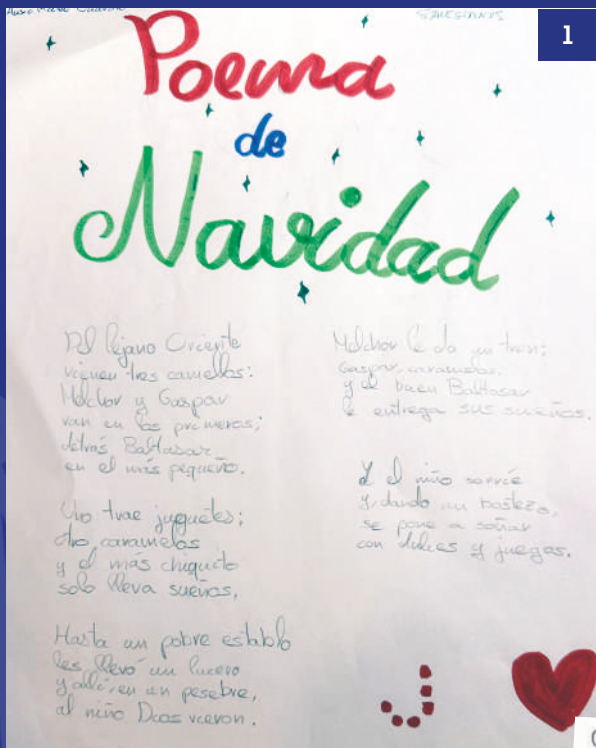 SALESIANOS
1
Poema
de
Navidad
Del lejano Oriente
vienen tres camellos:
Melchor y Gaspar
van en los primeros;
detrás Baltasar
en el más pequeño.
Uno trae juguetes;
otro, caramelos
y el más chiquito
solo lleva sueños,
Hasta un pobre establo
les llevó un lucero
y allí, en un pesebre,
al niño Dios vieron.
Melchor le da un tren;
Gaspar, caramelos.
y el buen Baltasar
le entrega sus sueños.
Y el niño sonríe
y, dando un bostezo,
se pone a soñar
con dulces y juegos.
J